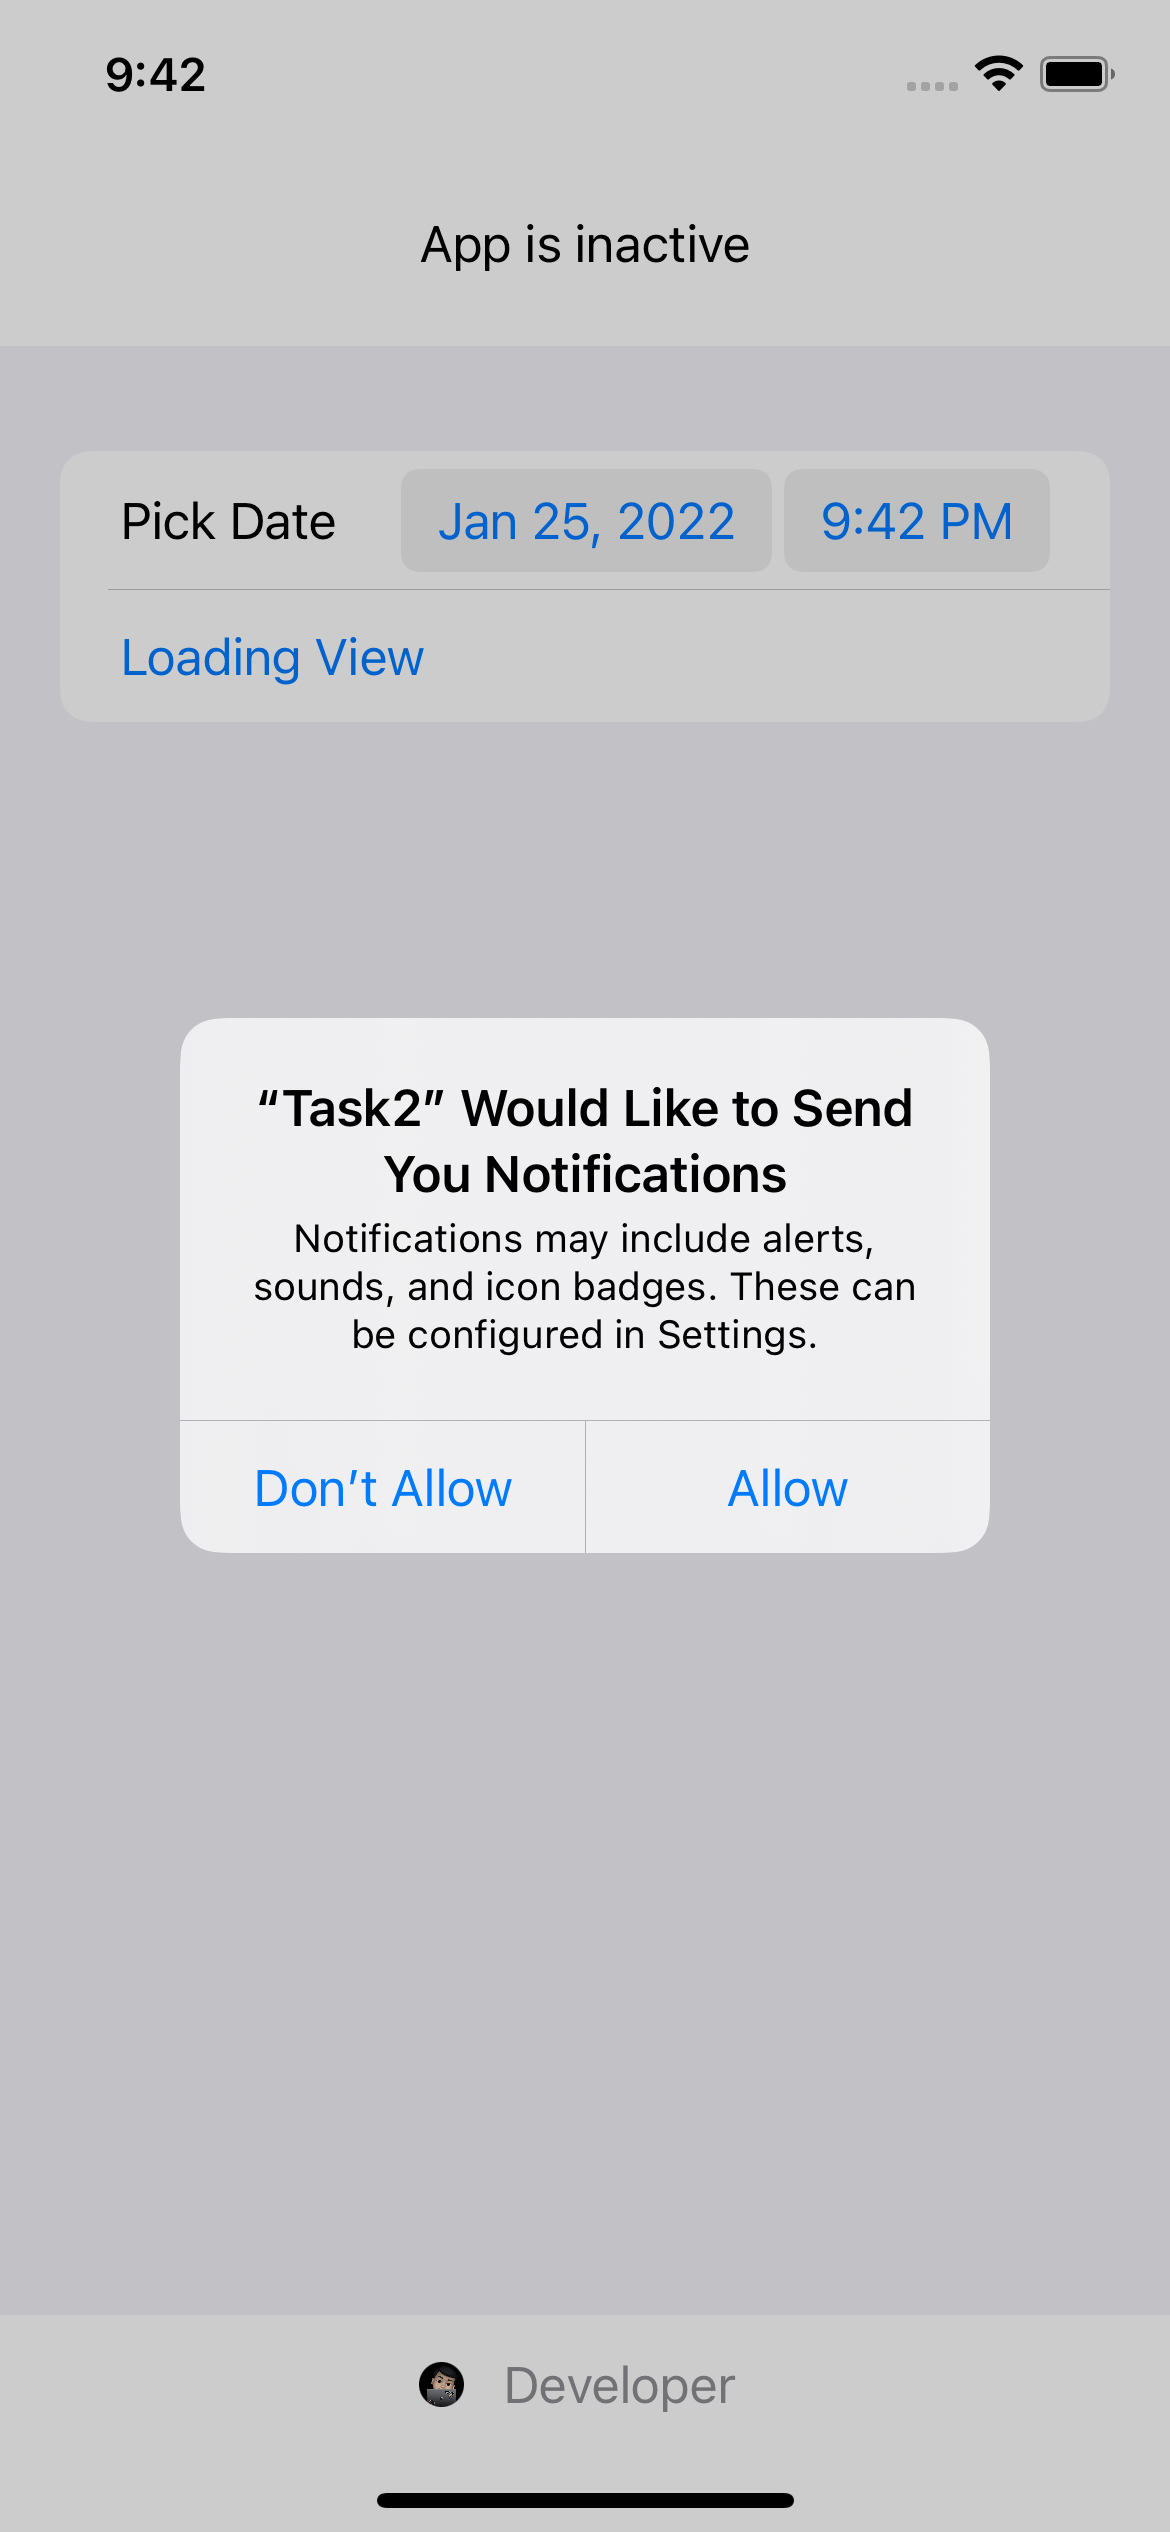 9:42
App is inactive
Pick Date Jan 25, 2022 9:42 PM
Loading View
“Task2” Would Like to Send
You Notifications
Notifications may include alerts,
sounds, and icon badges. These can
be configured in Settings.
Don’t Allow Allow
Developer